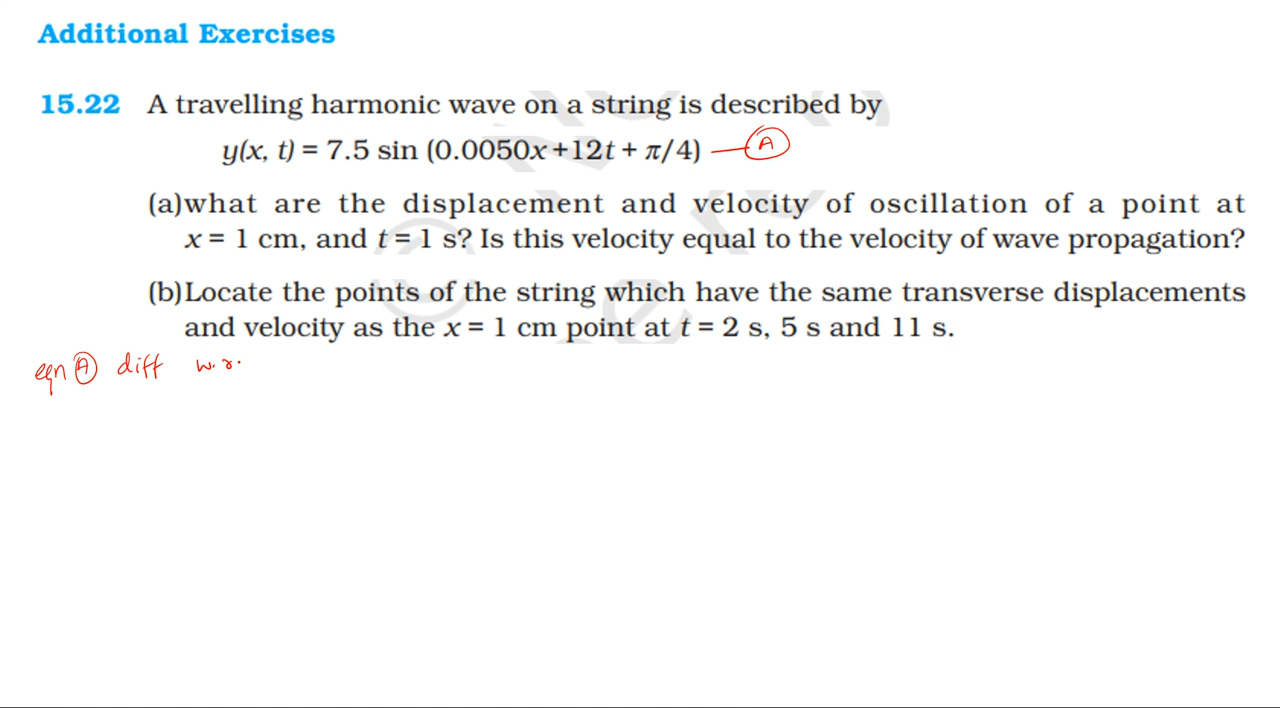 Additional Exercises
15.22 A travelling harmonic wave on a string is described by
y(x, t) = 7.5 sin (0.0050x +12t + π/4) — A
(a)what are the displacement and velocity of oscillation of a point at
x = 1 cm, and t = 1 s? Is this velocity equal to the velocity of wave propagation?
(b)Locate the points of the string which have the same transverse displacements
and velocity as the x = 1 cm point at t = 2 s, 5 s and 11 s.
eqn A diff w.r.